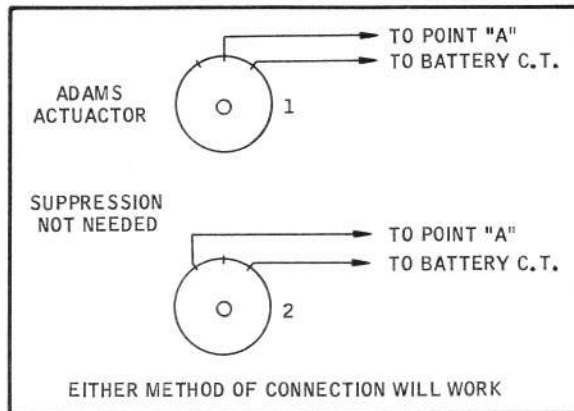 TO POINT "A"
TO BATTERY C.T.
ADAMS
ACTUACTOR
1
SUPPRESSION
NOT NEEDED
TO POINT "A"
TO BATTERY C.T.
2
EITHER METHOD OF CONNECTION WILL WORK